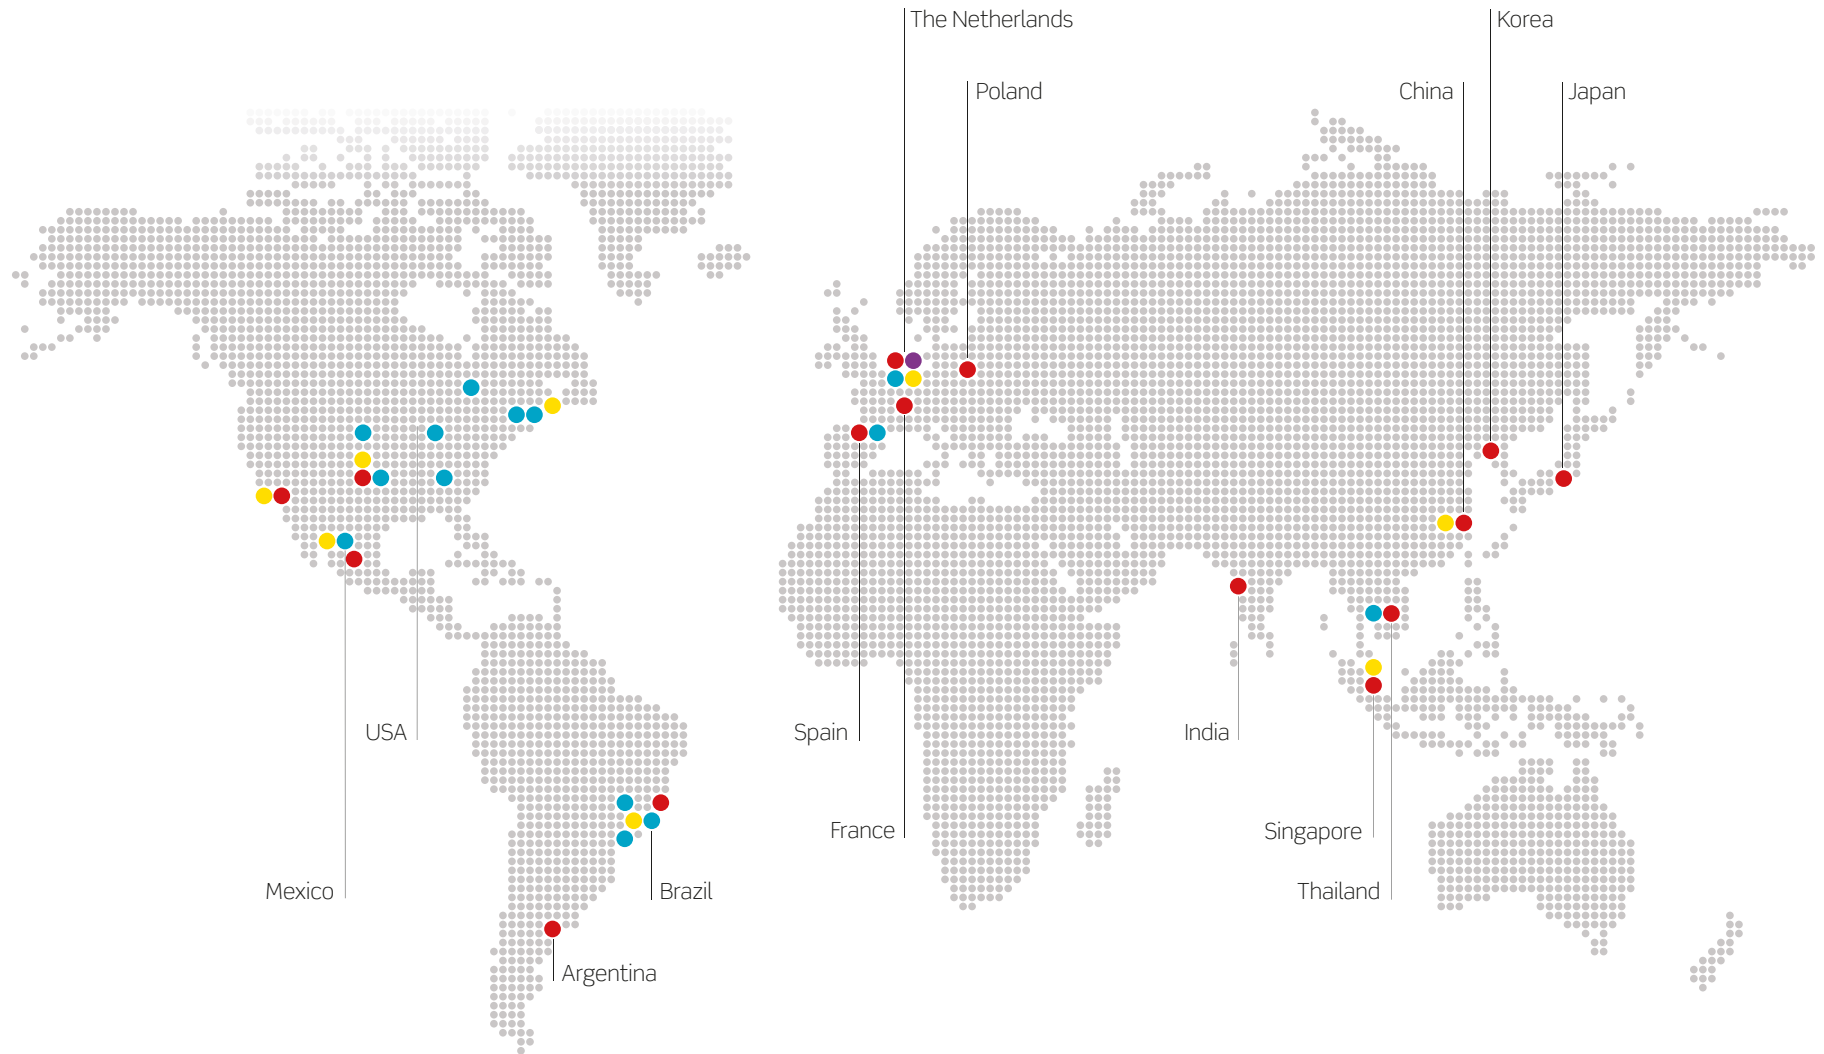 The Netherlands
Korea
Poland
China
Japan
USA
Spain
India
France
Singapore
Mexico
Brazil
Thailand
Argentina